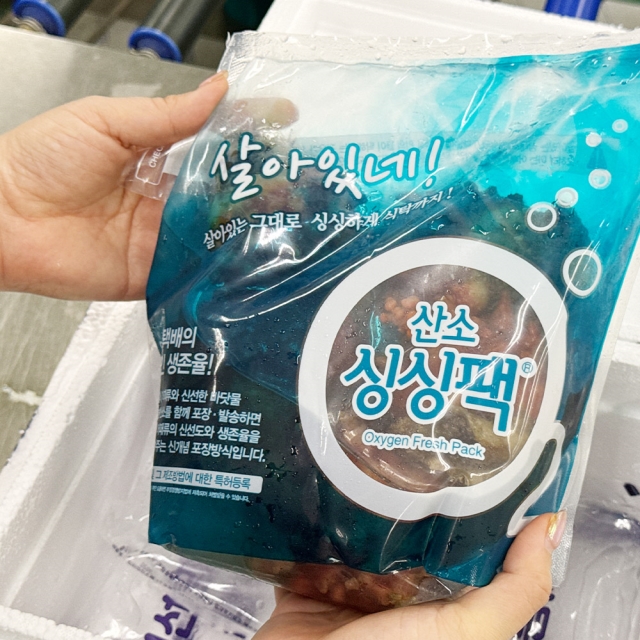 살아있네!
살아있는 그대로 싱싱하게 식탁까지!
산소
싱싱팩®
Oxygen Fresh Pack
택배의
생존율!
신선한 바닷물
함께 포장·발송하면
신선도와 생존율을
신개념 포장방식입니다.
그 제조방법에 대한 특허등록
선